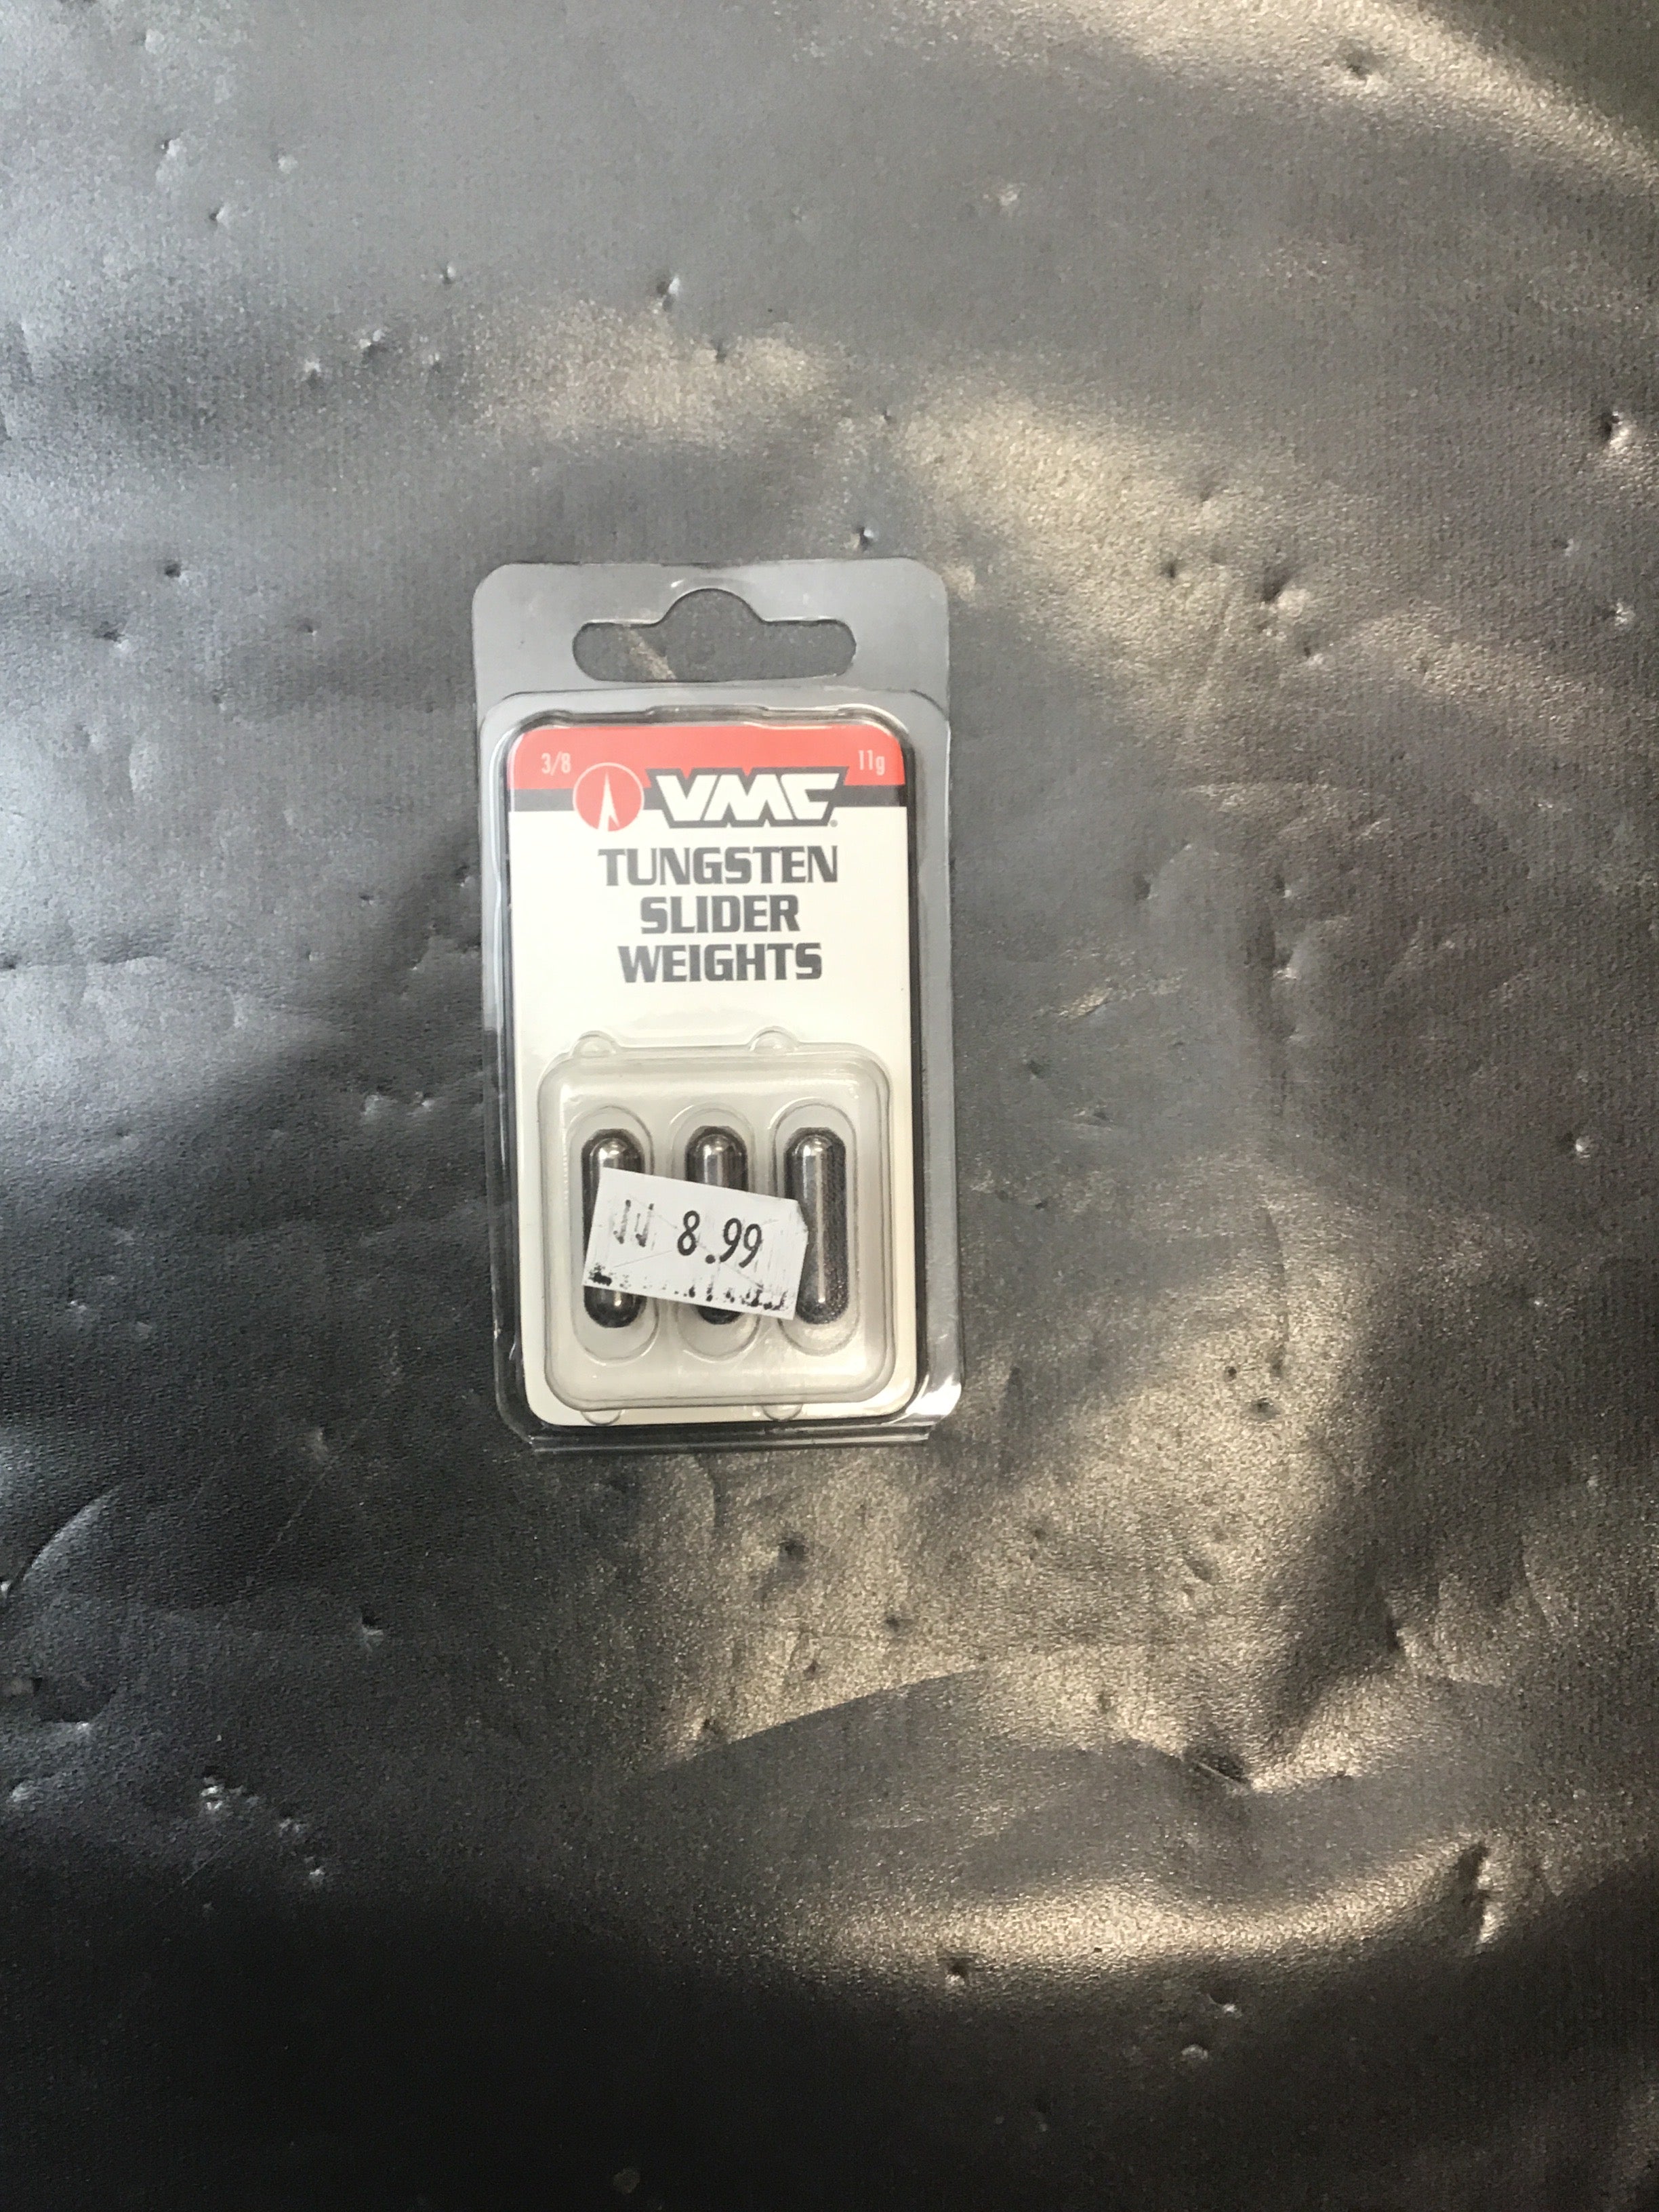 3/8
11g
VMC
TUNGSTEN
SLIDER
WEIGHTS
8.99